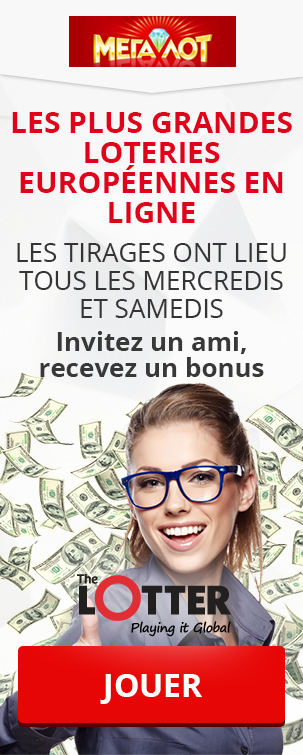 МЕГАЛОТ
LES PLUS GRANDES
LOTERIES
EUROPÉENNES EN
LIGNE
LES TIRAGES ONT LIEU
TOUS LES MERCREDIS
ET SAMEDIS
Invitez un ami,
recevez un bonus
The
LOTTER
Playing it Global
JOUER